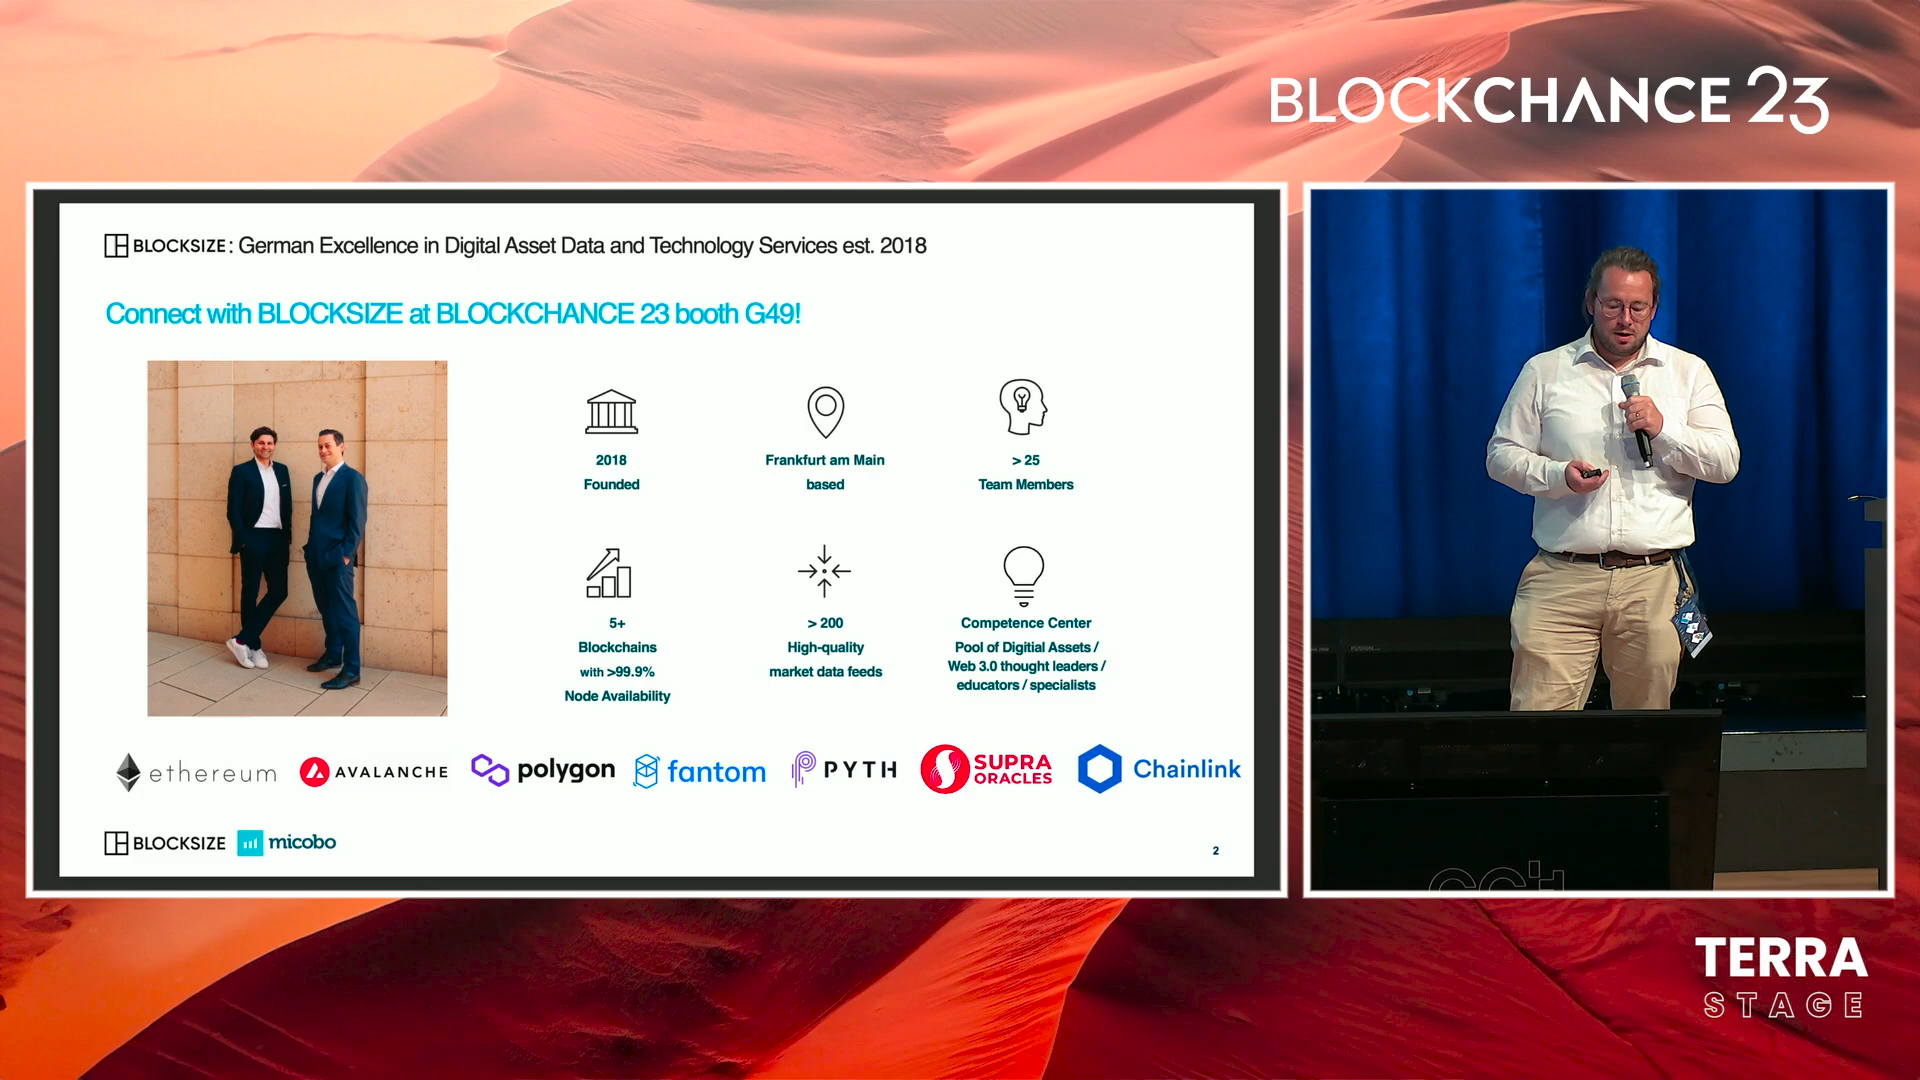 BLOCKCHANCE 23
BLOCKSIZE: German Excellence in Digital Asset Data and Technology Services est. 2018
Connect with BLOCKSIZE at BLOCKCHANCE 23 booth G49!
2018
Founded
Frankfurt am Main
based
> 25
Team Members
5+
Blockchains
with >99.9%
Node Availability
> 200
High-quality
market data feeds
Competence Center
Pool of Digitial Assets /
Web 3.0 thought leaders /
educators / specialists
ethereum
AVALANCHE
polygon
fantom
PYTH
SUPRA
ORACLES
Chainlink
BLOCKSIZE
micobo
2
TERRA
STAGE